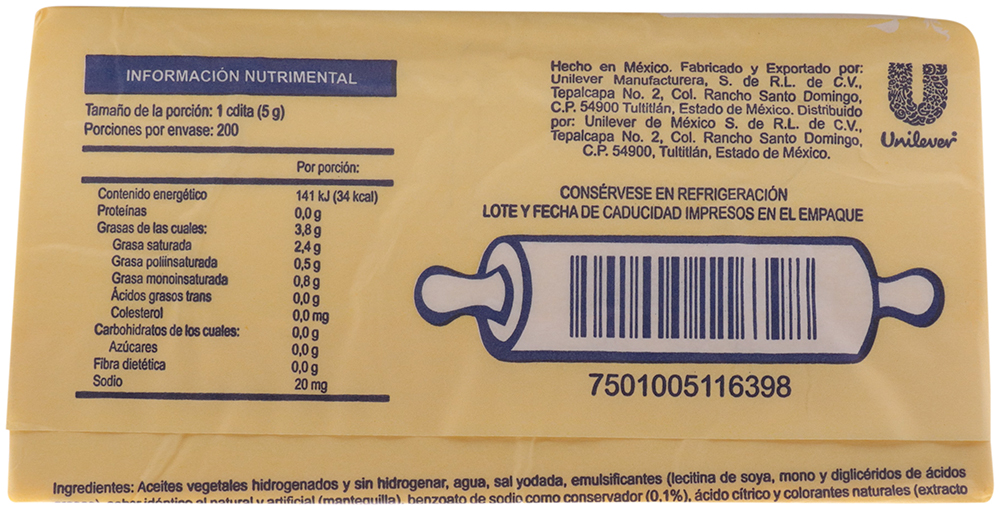 INFORMACIÓN NUTRIMENTAL
Tamaño de la porción: 1 cdita (5 g)
Porciones por envase: 200
Por porción:
Contenido energético 141 kJ (34 kcal)
Proteínas 0,0 g
Grasas de las cuales: 3,8 g
Grasa saturada 2,4 g
Grasa poliinsaturada 0,5 g
Grasa monoinsaturada 0,8 g
Ácidos grasos trans 0,0 g
Colesterol 0,0 mg
Carbohidratos de los cuales: 0,0 g
Azúcares 0,0 g
Fibra dietética 0,0 g
Sodio 20 mg
Hecho en México. Fabricado y Exportado por:
Unilever Manufacturera, S. de R.L. de C.V.,
Tepalcapa No. 2, Col. Rancho Santo Domingo,
C.P. 54900 Tultitlán, Estado de México. Distribuido
por: Unilever de México S. de R.L. de C.V.,
Tepalcapa No. 2, Col. Rancho Santo Domingo,
C.P. 54900, Tultitlán, Estado de México.
Unilever
CONSÉRVESE EN REFRIGERACIÓN
LOTE Y FECHA DE CADUCIDAD IMPRESOS EN EL EMPAQUE
7501005116398
Ingredientes: Aceites vegetales hidrogenados y sin hidrogenar, agua, sal yodada, emulsificantes (lecitina de soya, mono y diglicéridos de ácidos
sabor idéntico al natural y artificial (mantequilla), benzoato de sodio como conservador (0,1%), ácido cítrico y colorantes naturales (extracto